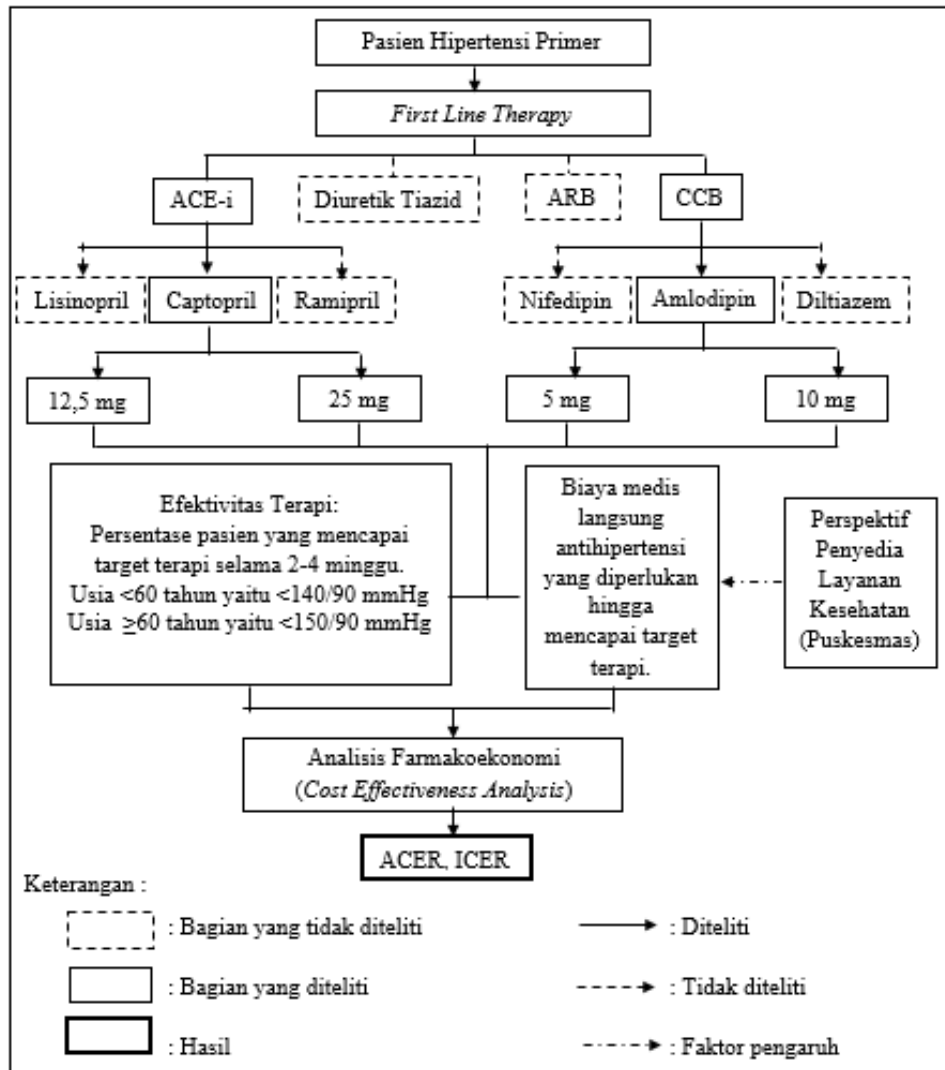 Pasien Hipertensi Primer
First Line Therapy
ACE-i
Diuretik Tiazid
ARB
CCB
Lisinopril
Captopril
Ramipril
Nifedipin
Amlodipin
Diltiazem
12,5 mg
25 mg
5 mg
10 mg
Efektivitas Terapi:
Persentase pasien yang mencapai
target terapi selama 2-4 minggu.
Usia <60 tahun yaitu <140/90 mmHg
Usia ≥60 tahun yaitu <150/90 mmHg
Biaya medis
langsung
antihipertensi
yang diperlukan
hingga
mencapai target
terapi.
Perspektif
Penyedia
Layanan
Kesehatan
(Puskesmas)
Analisis Farmakoekonomi
(Cost Effectiveness Analysis)
ACER, ICER
Keterangan :
: Bagian yang tidak diteliti
: Diteliti
: Bagian yang diteliti
: Tidak diteliti
: Hasil
: Faktor pengaruh